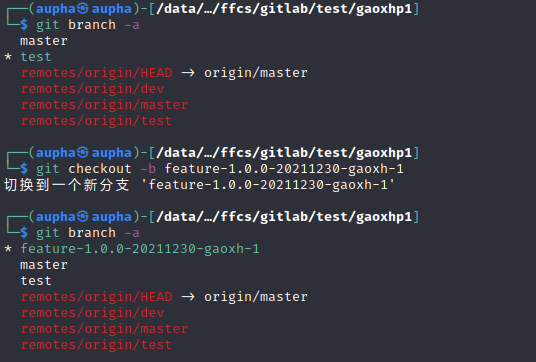 ┌──(aupha㉿aupha)-[/data/…/ffcs/gitlab/test/gaoxhp1]
└─$ git branch -a
master
* test
remotes/origin/HEAD -> origin/master
remotes/origin/dev
remotes/origin/master
remotes/origin/test
┌──(aupha㉿aupha)-[/data/…/ffcs/gitlab/test/gaoxhp1]
└─$ git checkout -b feature-1.0.0-20211230-gaoxh-1
切换到一个新分支 'feature-1.0.0-20211230-gaoxh-1'
┌──(aupha㉿aupha)-[/data/…/ffcs/gitlab/test/gaoxhp1]
└─$ git branch -a
* feature-1.0.0-20211230-gaoxh-1
master
test
remotes/origin/HEAD -> origin/master
remotes/origin/dev
remotes/origin/master
remotes/origin/test